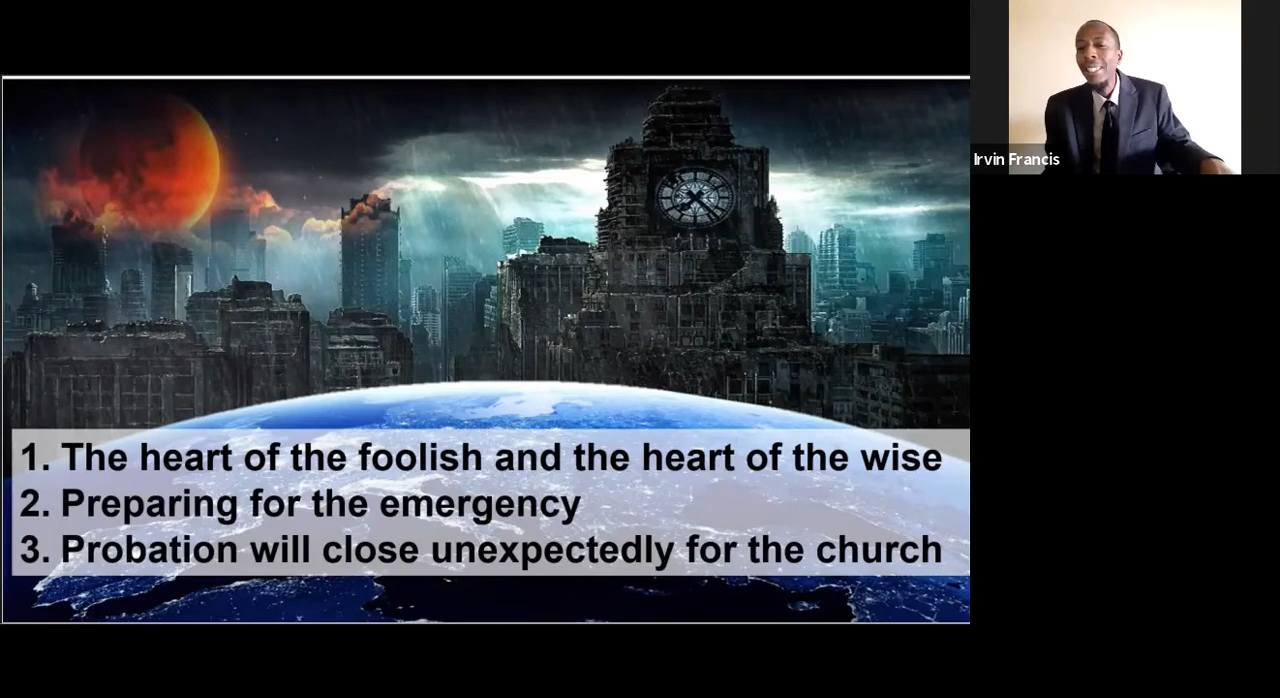 Irvin Francis
1. The heart of the foolish and the heart of the wise
2. Preparing for the emergency
3. Probation will close unexpectedly for the church